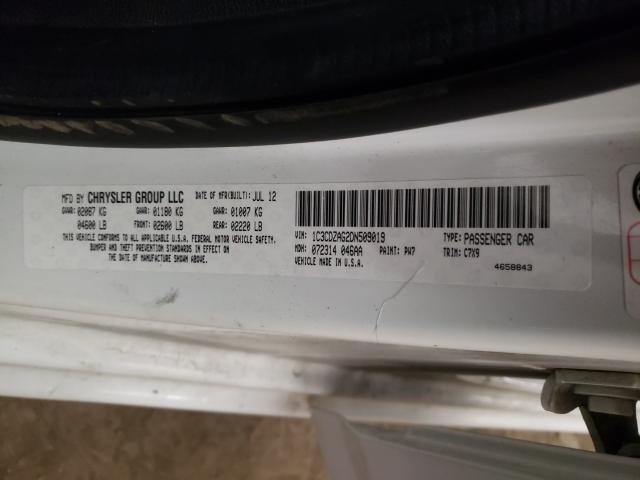 MFD BY CHRYSLER GROUP LLC DATE OF MFR(BUILT): JUL 12
GVWR: 02087 KG GAWR: 01180 KG GAWR: 01007 KG
04600 LB FRONT: 02600 LB REAR: 02220 LB
THIS VEHICLE CONFORMS TO ALL APPLICABLE U.S.A. FEDERAL MOTOR VEHICLE SAFETY,
BUMPER AND THEFT PREVENTION STANDARDS IN EFFECT ON
THE DATE OF MANUFACTURE SHOWN ABOVE.
VIN: 1C3CDZAG2DN509019 TYPE: PASSENGER CAR
MDH: 072314 046AA PAINT: PW7 TRIM: C7X9
VEHICLE MADE IN U.S.A. 4658843